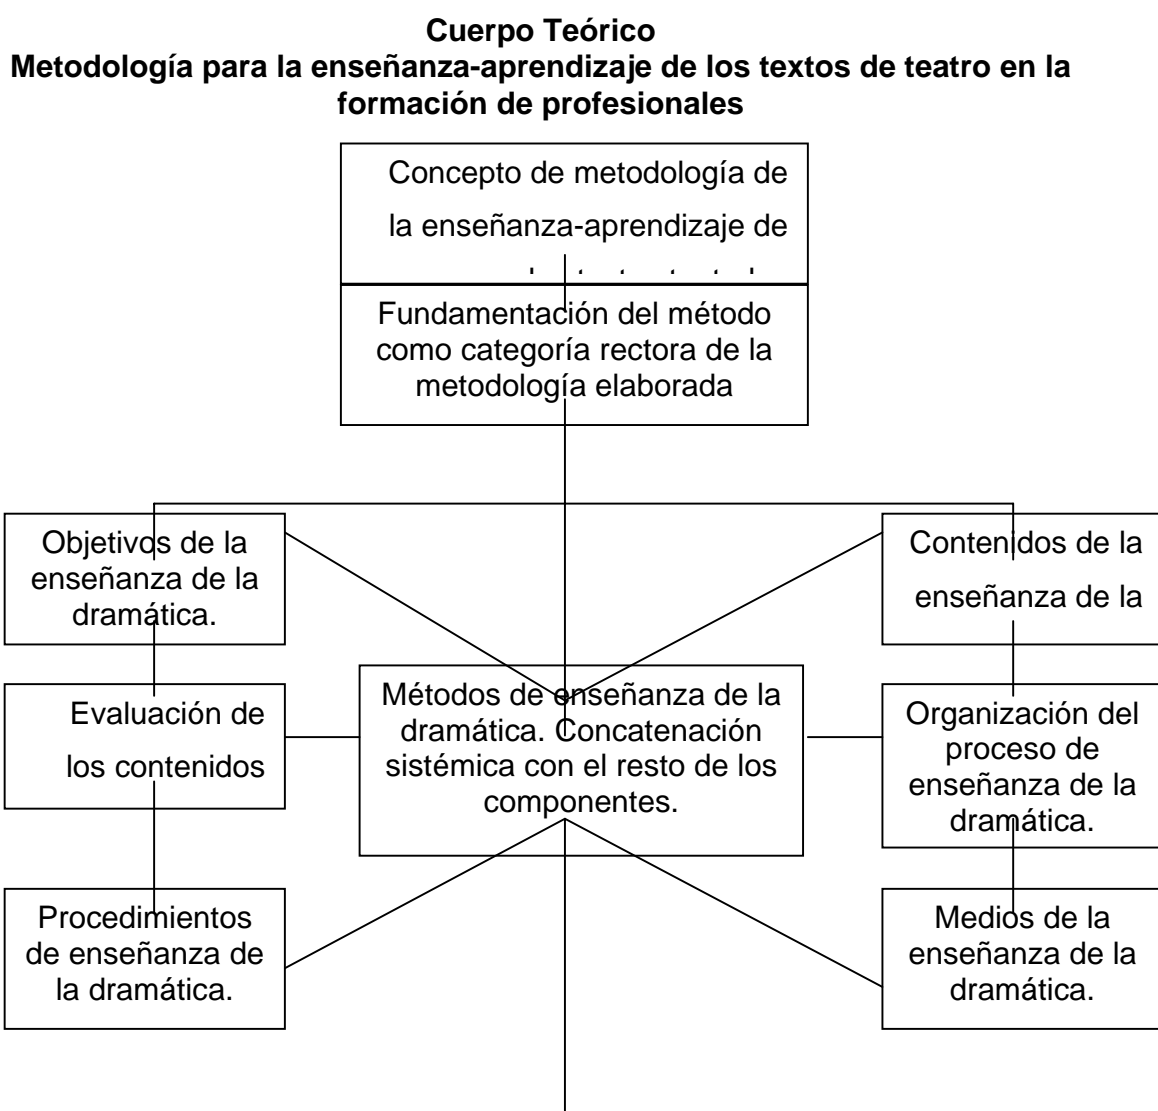 Cuerpo Teórico
Metodología para la enseñanza-aprendizaje de los textos de teatro en la
formación de profesionales
Concepto de metodología de
la enseñanza-aprendizaje de
Fundamentación del método
como categoría rectora de la
metodología elaborada
Objetivos de la
enseñanza de la
dramática.
Contenidos de la
enseñanza de la
Evaluación de
los contenidos
Métodos de enseñanza de la
dramática. Concatenación
sistémica con el resto de los
componentes.
Organización del
proceso de
enseñanza de la
dramática.
Procedimientos
de enseñanza de
la dramática.
Medios de la
enseñanza de la
dramática.